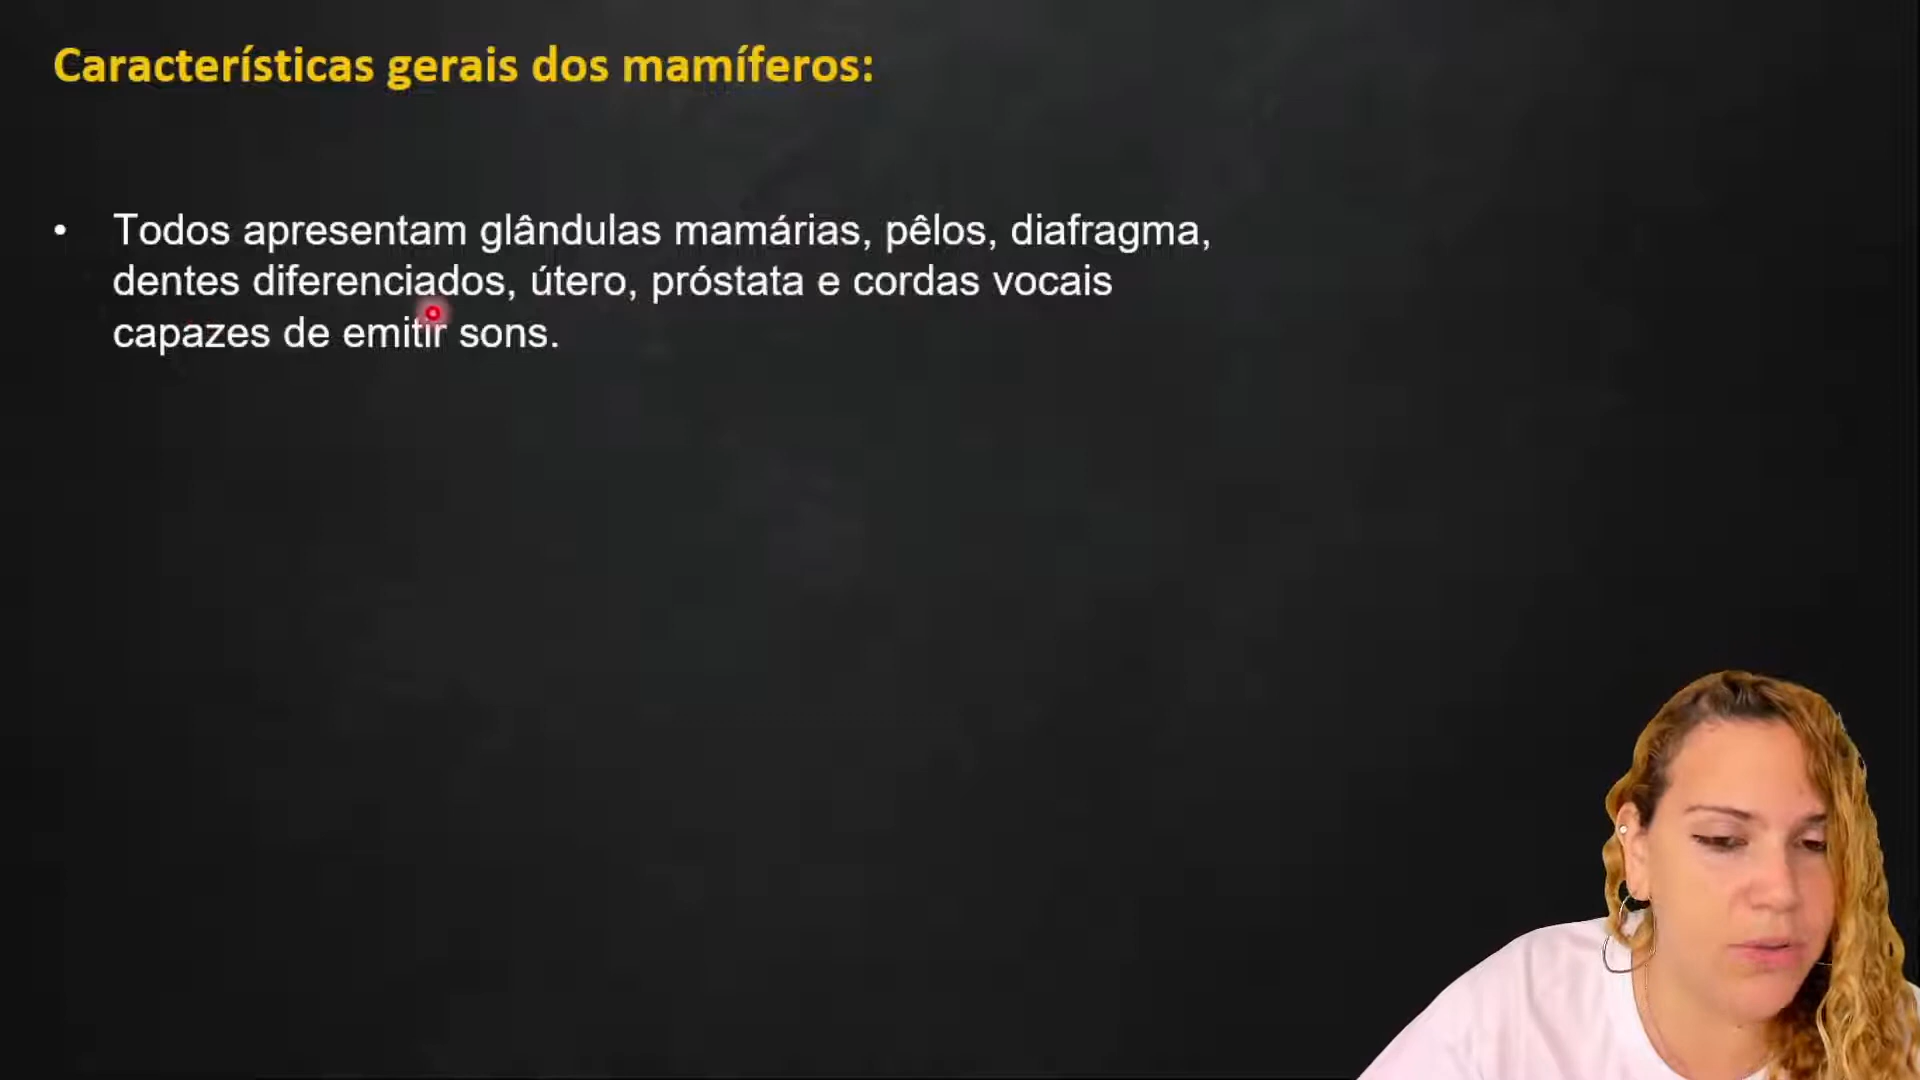 Características gerais dos mamíferos:
• Todos apresentam glândulas mamárias, pêlos, diafragma,
dentes diferenciados, útero, próstata e cordas vocais
capazes de emitir sons.